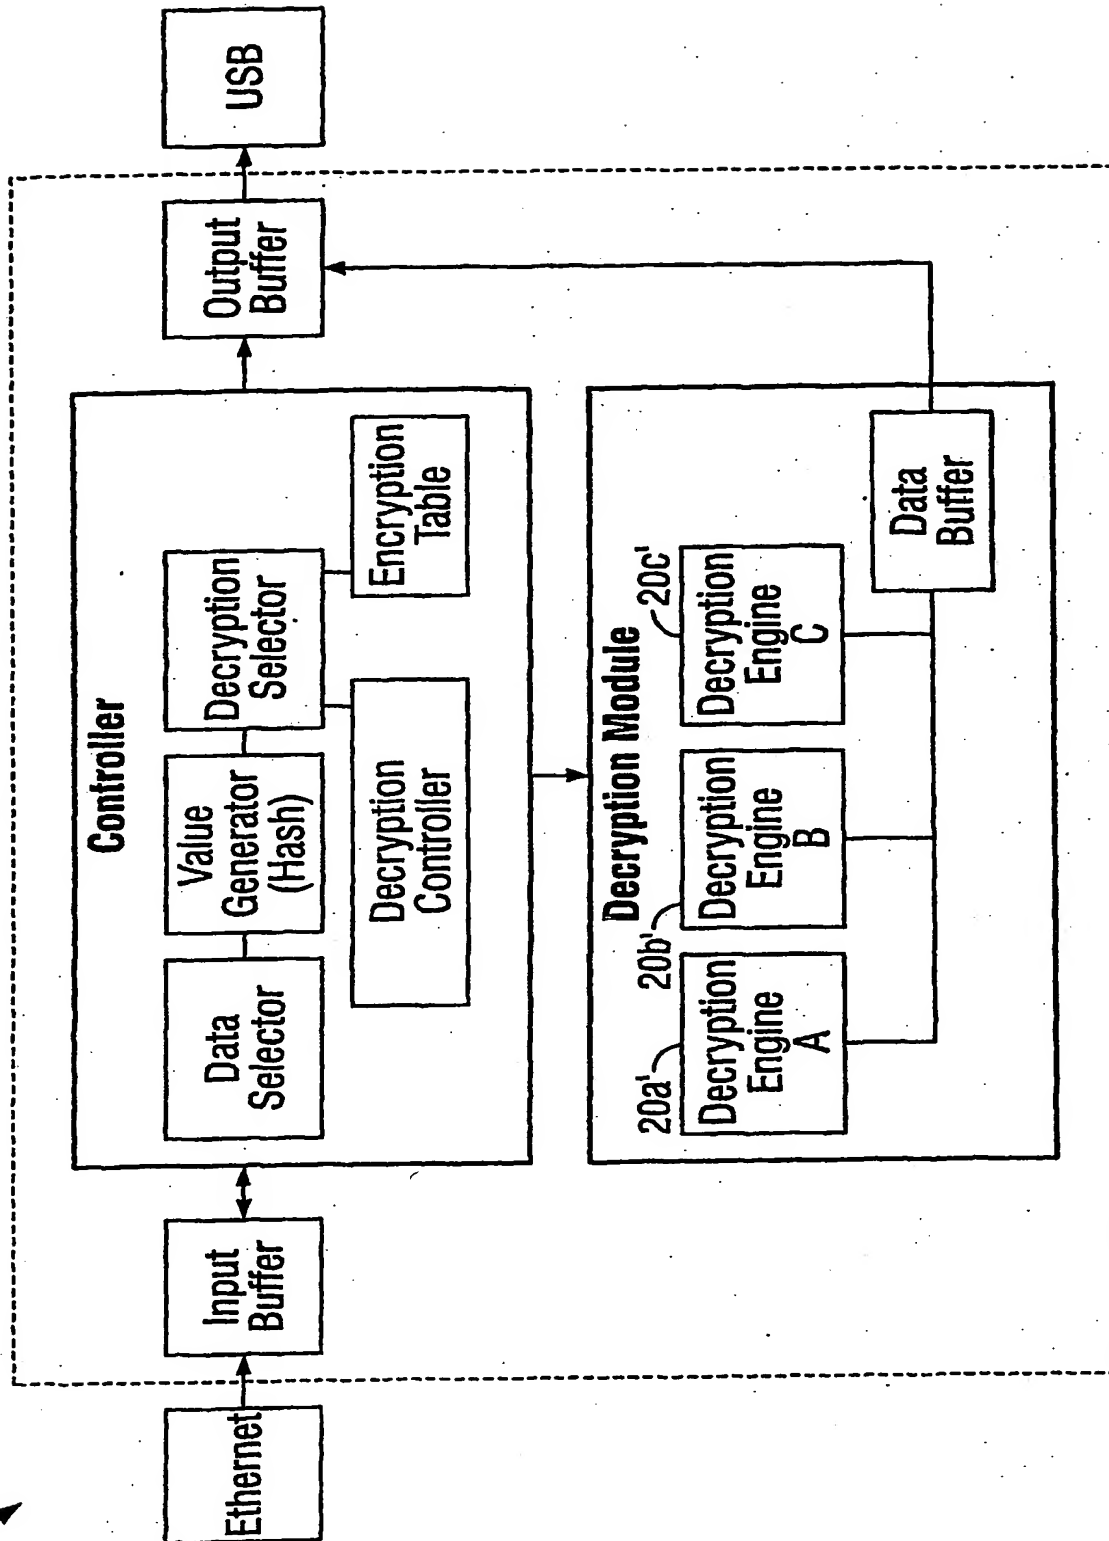 Ethernet
Input
Buffer
Controller
Data
Selector
Value
Generator
(Hash)
Decryption
Selector
Decryption
Controller
Encryption
Table
Output
Buffer
USB
Decryption Module
20a'
Decryption
Engine
A
20b'
Decryption
Engine
B
20c'
Decryption
Engine
C
Data
Buffer